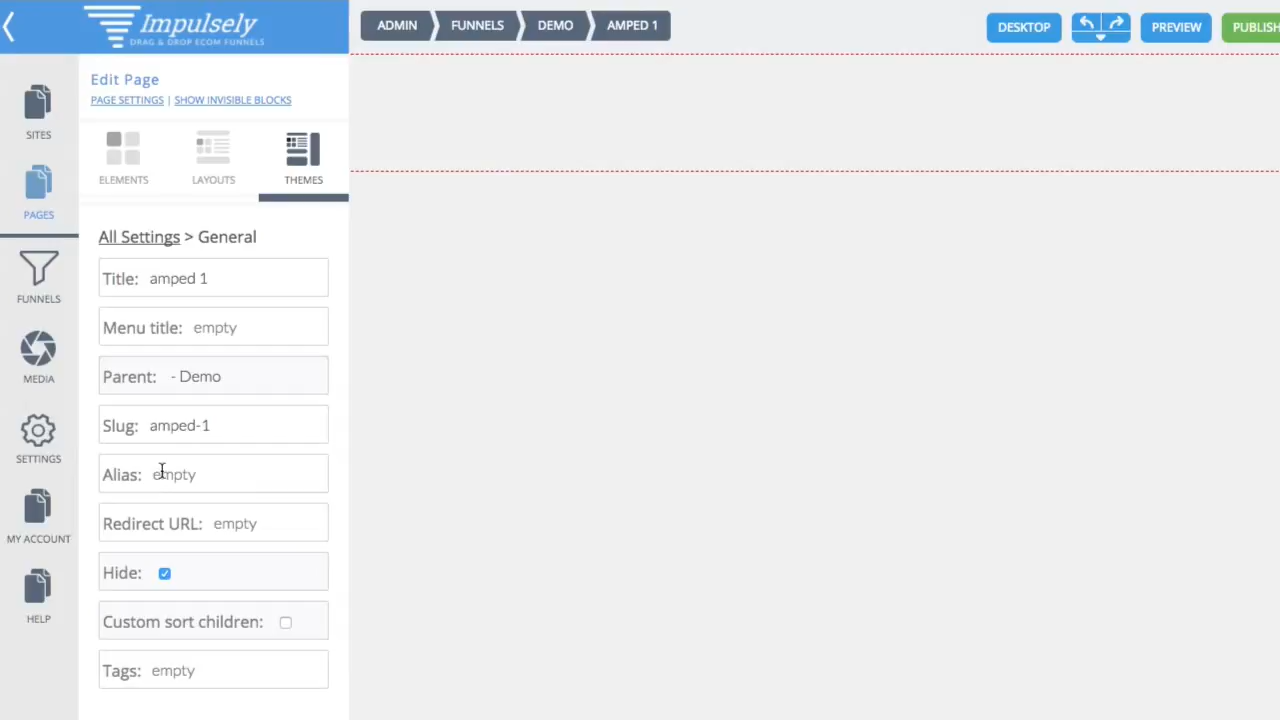 Impulsely
DRAG & DROP ECOM FUNNELS
ADMIN
FUNNELS
DEMO
AMPED 1
DESKTOP
PREVIEW
PUBLISH
SITES
PAGES
FUNNELS
MEDIA
SETTINGS
MY ACCOUNT
HELP
Edit Page
PAGE SETTINGS | SHOW INVISIBLE BLOCKS
ELEMENTS
LAYOUTS
THEMES
All Settings > General
Title: amped 1
Menu title: empty
Parent: - Demo
Slug: amped-1
Alias: empty
Redirect URL: empty
Hide:
Custom sort children:
Tags: empty